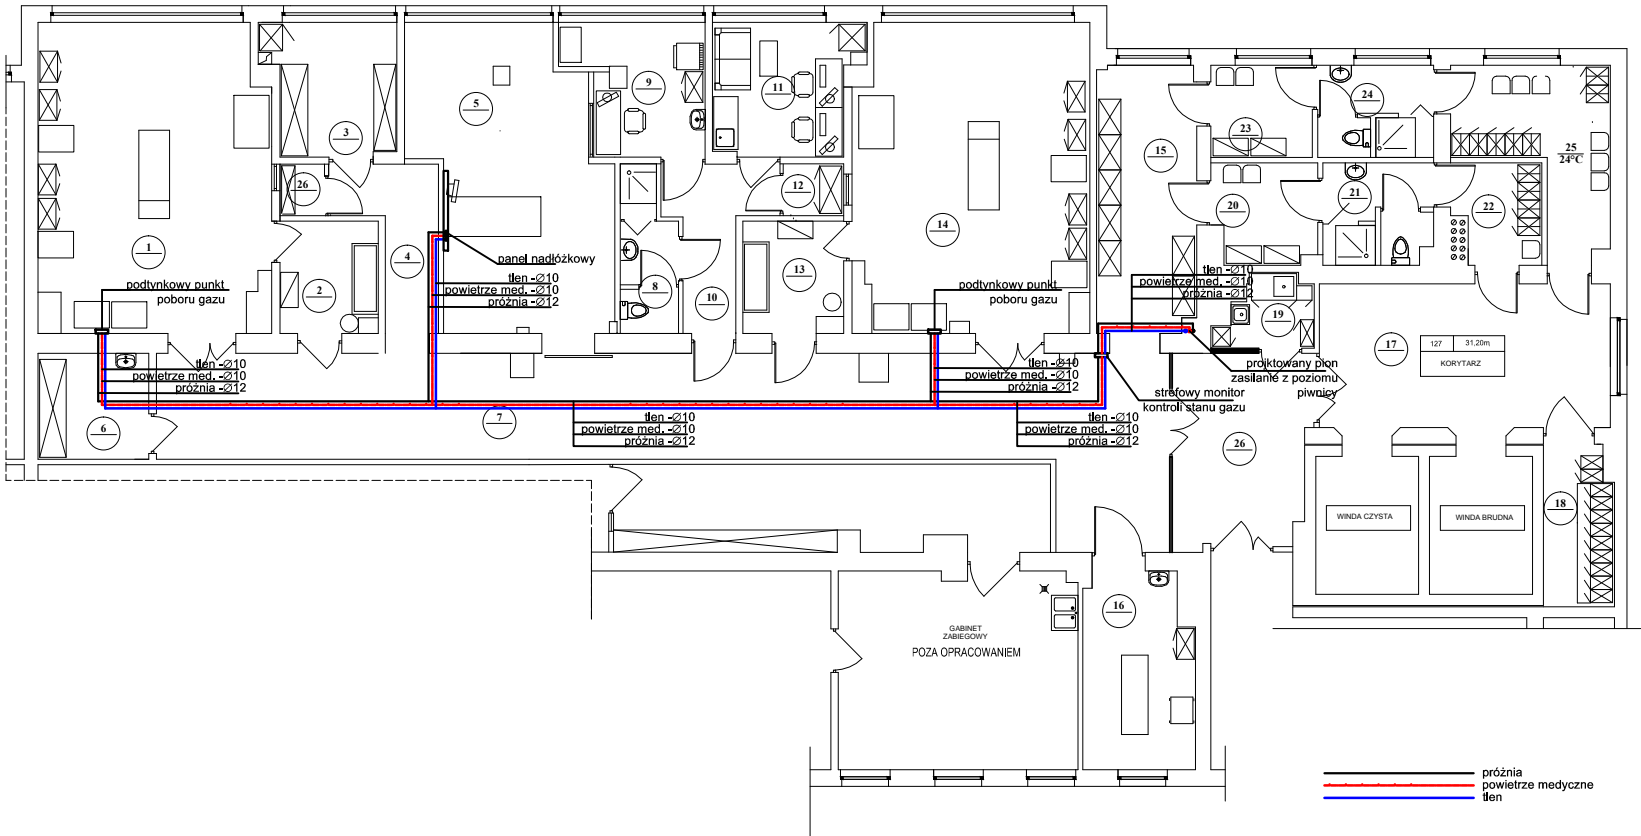 9
11
24
5
23
3
15
25
24°C
26
12
20
21
22
1
14
4
panel nadłóżkowy
13
tlen -Ø10
powietrze med. -Ø10
próżnia -Ø12
2
8
10
podtynkowy punkt
poboru gazu
podtynkowy punkt
poboru gazu
tlen -Ø10
powietrze med. -Ø10
próżnia -Ø12
19
17
127
31,20m
KORYTARZ
tlen -Ø10
powietrze med. -Ø10
próżnia -Ø12
tlen -Ø10
powietrze med. -Ø10
próżnia -Ø12
projktowany pion
zasilanie z poziomu
piwnicy
strefowy monitor
kontroli stanu gazu
6
7
tlen -Ø10
powietrze med. -Ø10
próżnia -Ø12
tlen -Ø10
powietrze med. -Ø10
próżnia -Ø12
26
WINDA CZYSTA
WINDA BRUDNA
18
16
GABINET
ZABIEGOWY
POZA OPRACOWANIEM
próżnia
powietrze medyczne
tlen